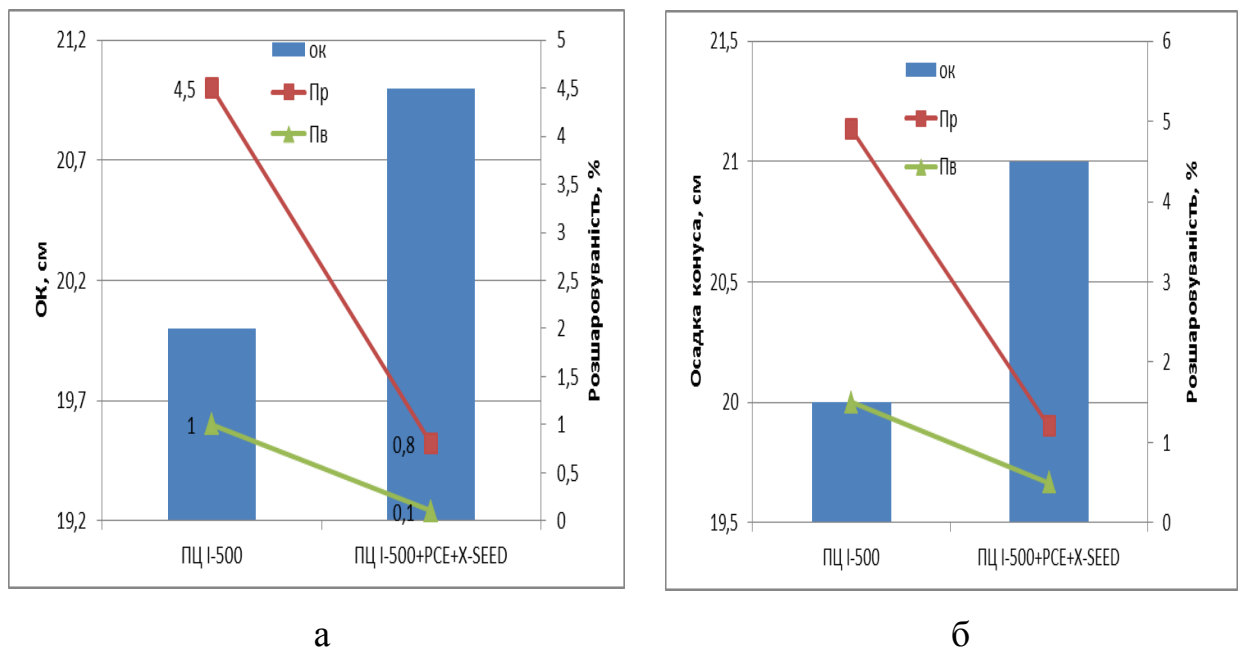 21,2
20,7
20,2
19,7
19,2
ОК, см
ок
Пр
Пв
4,5
1
0,8
0,1
5
4,5
4
3,5
3
2,5
2
1,5
1
0,5
0
Розшаровуваність, %
ПЦ І-500
ПЦ І-500+PCE+X-SEED
а
21,5
21
20,5
20
19,5
Осадка конуса, см
ок
Пр
Пв
6
5
4
3
2
1
0
Розшаровуваність, %
ПЦ І-500
ПЦ І-500+PCE+X-SEED
б